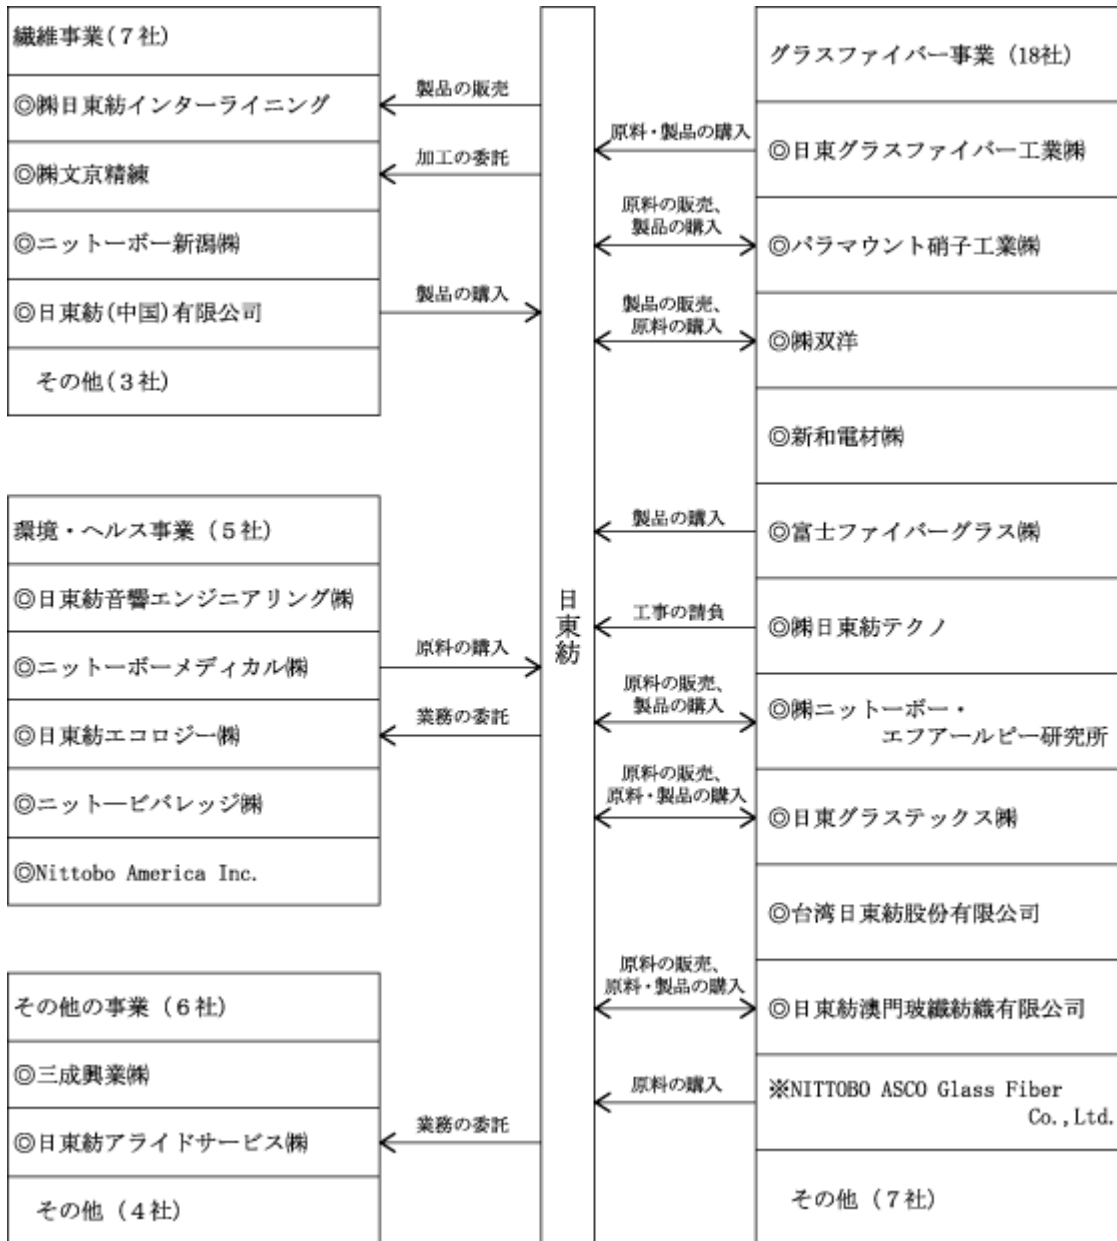 繊維事業(７社)
◎㈱日東紡インターライニング
◎㈱文京精練
◎ニットーボー新潟㈱
◎日東紡(中国)有限公司
その他(３社)
製品の販売
加工の委託
製品の購入
環境・ヘルス事業（５社）
◎日東紡音響エンジニアリング㈱
◎ニットーボーメディカル㈱
◎日東紡エコロジー㈱
◎ニットービバレッジ㈱
◎Nittobo America Inc.
原料の購入
業務の委託
その他の事業（６社）
◎三成興業㈱
◎日東紡アライドサービス㈱
その他（４社）
業務の委託
日東紡
原料・製品の購入
原料の販売、
製品の購入
製品の販売、
原料の購入
製品の購入
工事の請負
原料の販売、
製品の購入
原料の販売、
原料・製品の購入
原料の販売、
原料・製品の購入
原料の購入
グラスファイバー事業（18社）
◎日東グラスファイバー工業㈱
◎パラマウント硝子工業㈱
◎㈱双洋
◎新和電材㈱
◎富士ファイバーグラス㈱
◎㈱日東紡テクノ
◎㈱ニットーボー・
エフアールピー研究所
◎日東グラステックス㈱
◎台湾日東紡股份有限公司
◎日東紡澳門玻纖紡織有限公司
※NITTOBO ASCO Glass Fiber
Co.,Ltd.
その他（７社）